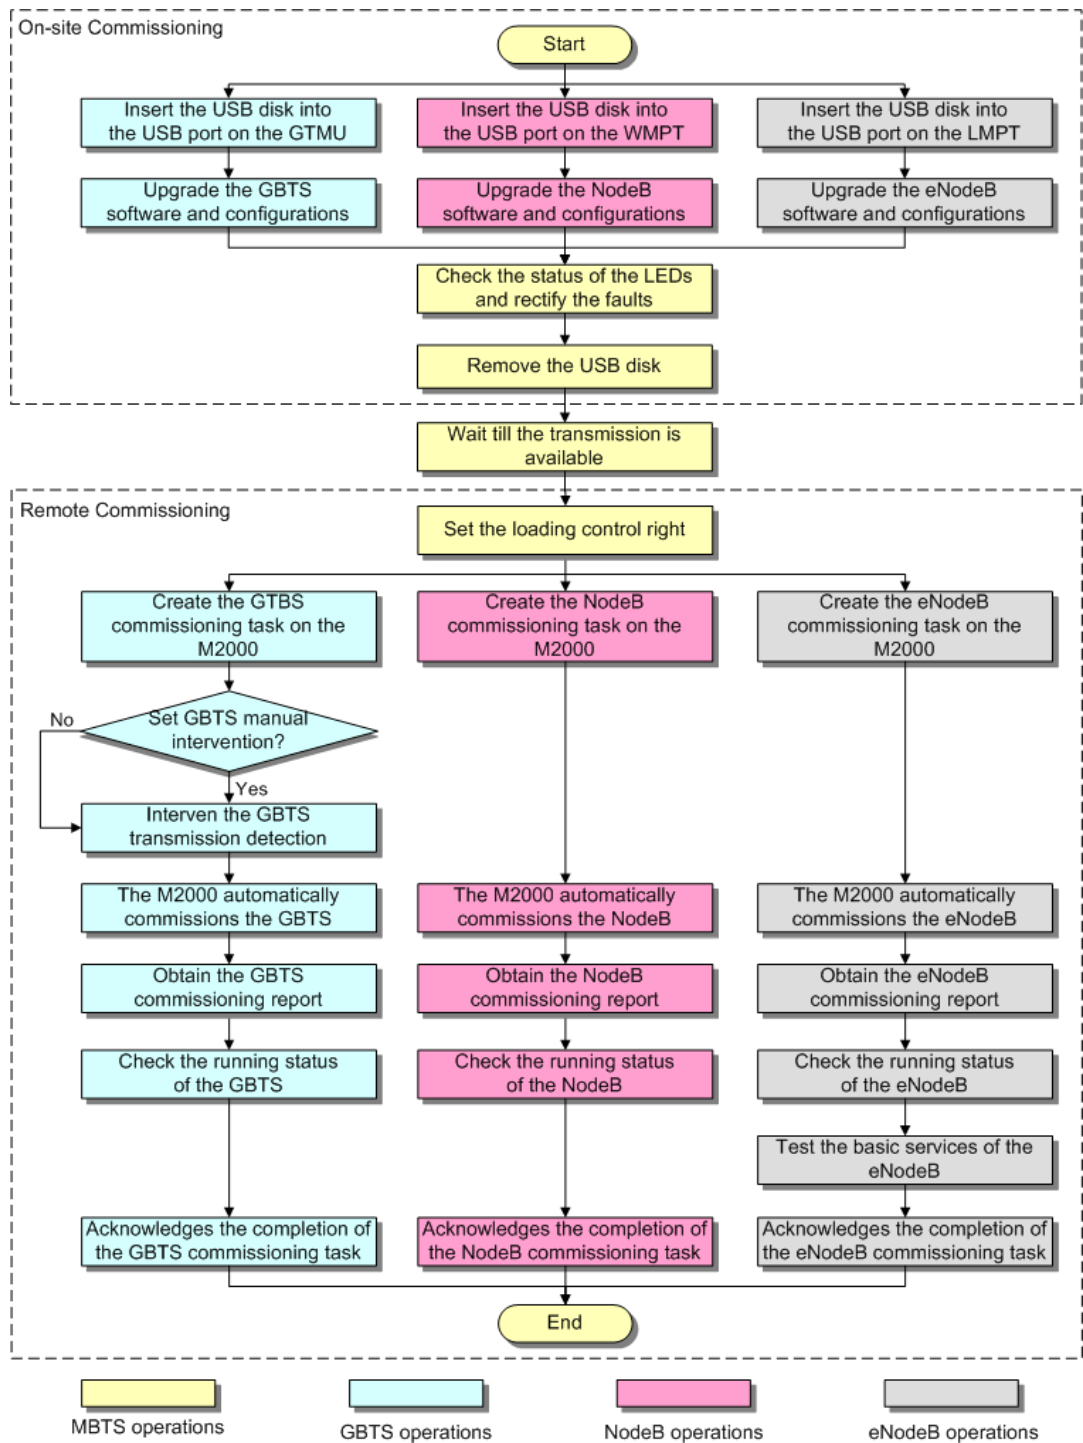 On-site Commissioning
Start
Insert the USB disk into
the USB port on the GTMU
Insert the USB disk into
the USB port on the WMPT
Insert the USB disk into
the USB port on the LMPT
Upgrade the GBTS
software and configurations
Upgrade the NodeB
software and configurations
Upgrade the eNodeB
software and configurations
Check the status of the LEDs
and rectify the faults
Remove the USB disk
Wait till the transmission is
available
Remote Commissioning
Set the loading control right
Create the GTBS
commissioning task on the
M2000
Create the NodeB
commissioning task on the
M2000
Create the eNodeB
commissioning task on the
M2000
No
Set GBTS manual
intervention?
Yes
Interven the GBTS
transmission detection
The M2000 automatically
commissions the GBTS
The M2000 automatically
commissions the NodeB
The M2000 automatically
commissions the eNodeB
Obtain the GBTS
commissioning report
Obtain the NodeB
commissioning report
Obtain the eNodeB
commissioning report
Check the running status
of the GBTS
Check the running status
of the NodeB
Check the running status
of the eNodeB
Test the basic services of the
eNodeB
Acknowledges the completion of
the GBTS commissioning task
Acknowledges the completion of
the NodeB commissioning task
Acknowledges the completion of
the eNodeB commissioning task
End
MBTS operations
GBTS operations
NodeB operations
eNodeB operations